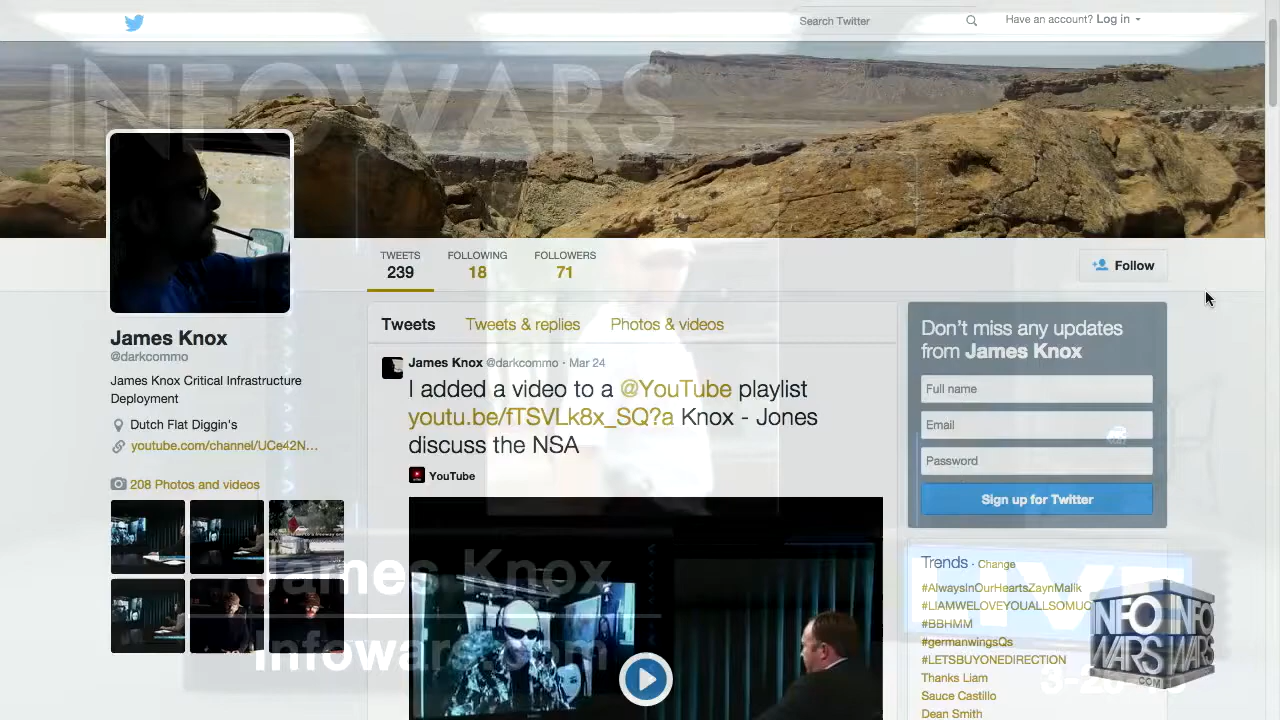 Search Twitter
Have an account? Log in
INFOWARS
TWEETS
239
FOLLOWING
18
FOLLOWERS
71
Follow
James Knox
@darkcommo
James Knox Critical Infrastructure
Deployment
Dutch Flat Diggin's
youtube.com/channel/UCe42N...
208 Photos and videos
Tweets
Tweets & replies
Photos & videos
James Knox @darkcommo · Mar 24
I added a video to a @YouTube playlist
youtu.be/fTSVLk8x_SQ?a Knox - Jones
discuss the NSA
YouTube
Don't miss any updates
from James Knox
Full name
Email
Password
Sign up for Twitter
Trends · Change
#AlwaysInOurHeartsZaynMalik
#LIAMWELOVEYOUALLSOMUC
#BBHMM
#germanwingsQs
#LETSBUYONEDIRECTION
Thanks Liam
Sauce Castillo
Dean Smith
James Knox
Infowars.com
INFO
WARS
.COM
INFO
WARS